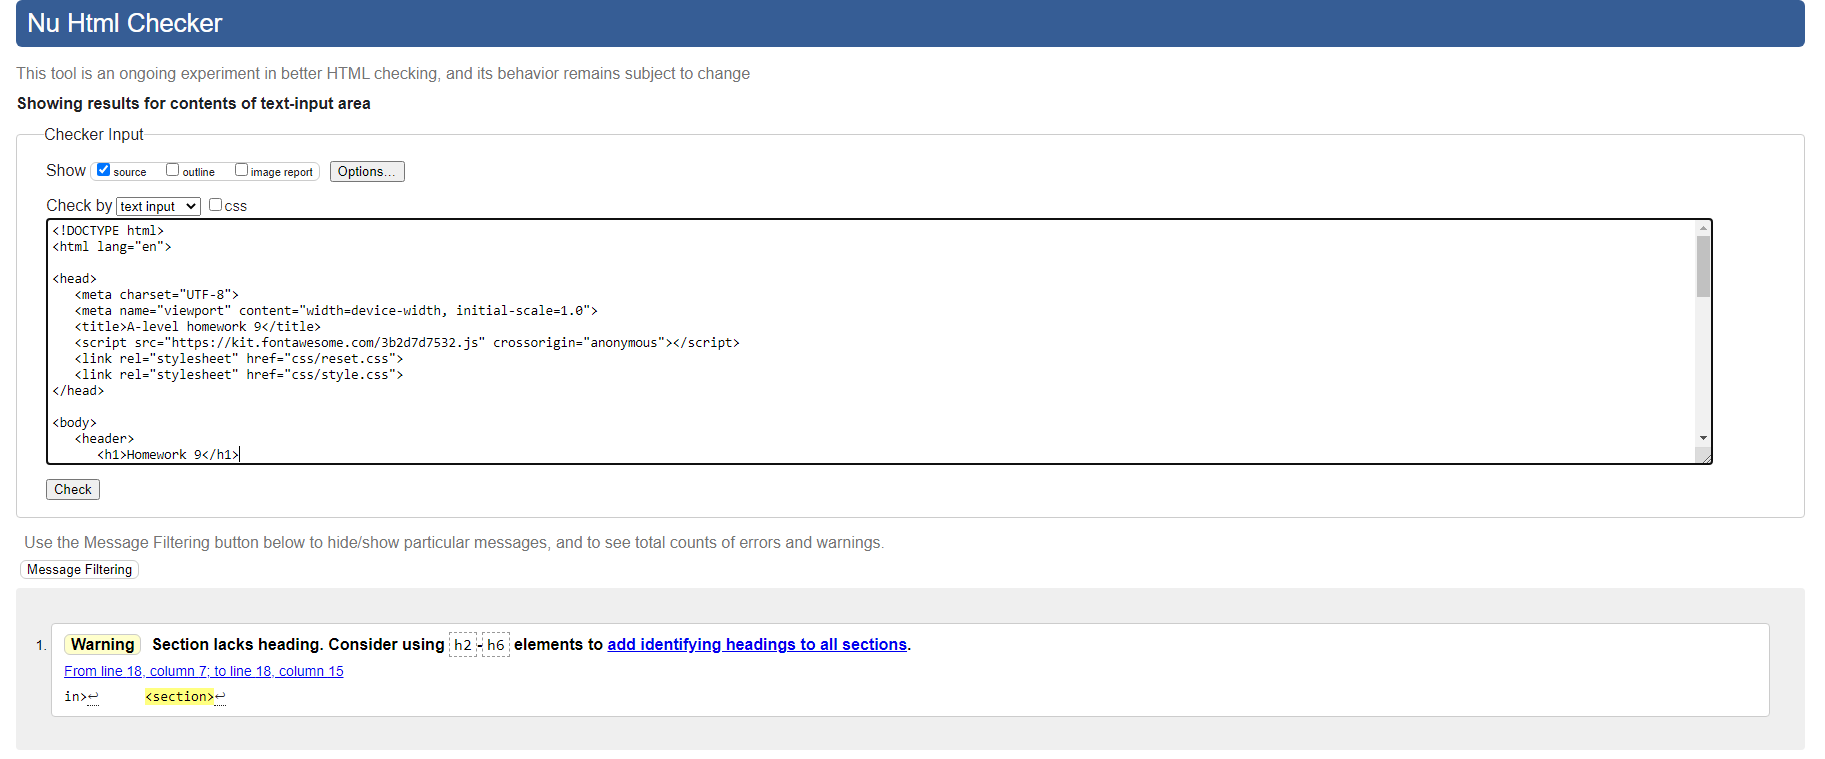 Nu Html Checker
This tool is an ongoing experiment in better HTML checking, and its behavior remains subject to change
Showing results for contents of text-input area
Checker Input
Show source outline image report Options...
Check by text input css
<!DOCTYPE html>
<html lang="en">
<head>
<meta charset="UTF-8">
<meta name="viewport" content="width=device-width, initial-scale=1.0">
<title>A-level homework 9</title>
<script src="https://kit.fontawesome.com/3b2d7d7532.js" crossorigin="anonymous"></script>
<link rel="stylesheet" href="css/reset.css">
<link rel="stylesheet" href="css/style.css">
</head>
<body>
<header>
<h1>Homework 9</h1>
Check
Use the Message Filtering button below to hide/show particular messages, and to see total counts of errors and warnings.
Message Filtering
1. Warning Section lacks heading. Consider using h2-h6 elements to add identifying headings to all sections.
From line 18, column 7; to line 18, column 15
in>↩ <section>↩